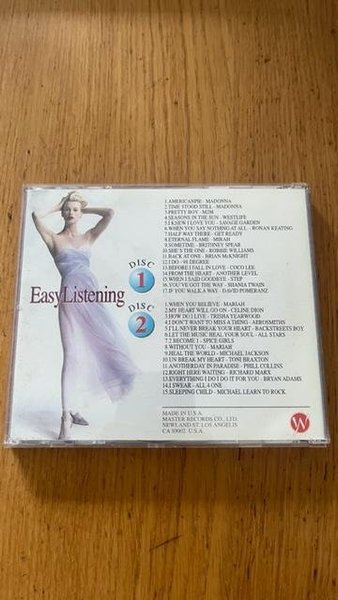 DISC
1
EasyListening
DISC
2
1.AMERICANPIE - MADONNA
2.TIME STOOD STILL - MADONNA
3.PRETTY BOY - M2M
4.SEASONS IN THE SUN - WESTLIFE
5.I KNEW I LOVE YOU - SAVAGE GARDEN
6.WHEN YOU SAY NOTHING AT ALL - RONAN KEATING
7.HALF WAY THERE - GET READY
8.ETERNAL FLAME - MIRAH
9.SOMETIME - BRITHNEY SPEAR
10.SHE'S THE ONE - ROBBIE WILLIAMS
11.BACK AT ONE - BRIAN McKNIGHT
12.I DO - 98 DEGREE
13.BEFORE I FALL IN LOVE - COCO LEE
14.FROM THE HEART - ANOTHER LEVEL
15.WHEN I SAID GOODBYE - STEP
16.YOU'VE GOT THE WAY - SHANIA TWAIN
17.IF YOU WALK A WAY - DAVID POMERANZ
1.WHEN YOU BELIEVE - MARIAH
2.MY HEART WILL GO ON - CELINE DION
3.HOW DO I LIVE - TRISHA YEARWOOD
4.I DON'T WANT MISS A THING - AEROSMITHS
5.I'LL NEVER BREAK YOUR HEART - BACKSTREETS BOY
6.LET THE MUSIC HEAL YOUR SOUL - ALL STARS
7.2 BECOME 1 - SPICE GIRLS
8.WITHOUT YOU - MARIAH
9.HEAL THE WORLD - MICHAEL JACKSON
10.UN BREAK MY HEART - TONI BRAXTON
11.ANOTHERDAY IN PARADISE - PHILL COLLINS
12.RIGHT HERE WAITING - RICHARD MARX
13.EVERYTHING I DO I DO IT FOR YOU - BRYAN ADAMS
14.I SWEAR - ALL 4 ONE
15.SLEEPING CHILD - MICHAEL LEARN TO ROCK
MADE IN U.S.A.
MASTER RECORDS CO., LTD.
NEWLAND ST. LOS ANGELIS
CA 90002 U.S.A.
W